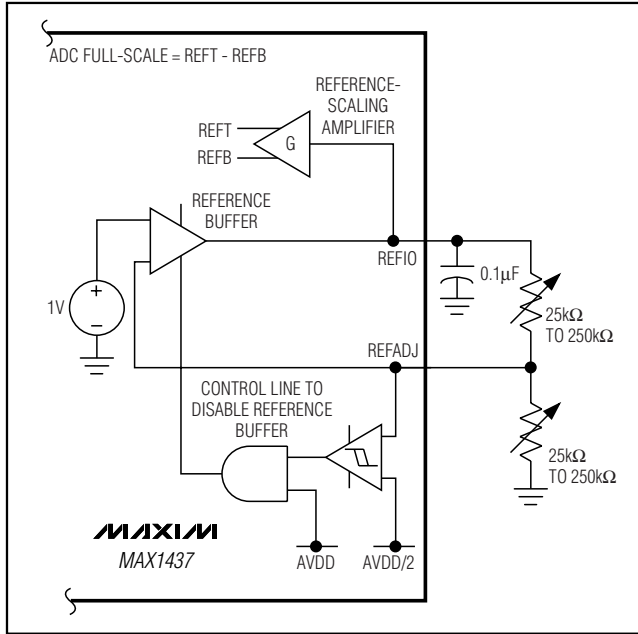 ADC FULL-SCALE = REFT - REFB
REFERENCE-
SCALING
AMPLIFIER
REFT
REFB
G
REFERENCE
BUFFER
REFIO
0.1µF
1V
+
−
25kΩ
TO 250kΩ
REFADJ
CONTROL LINE TO
DISABLE REFERENCE
BUFFER
25kΩ
TO 250kΩ
MAXIM
MAX1437
AVDD
AVDD/2